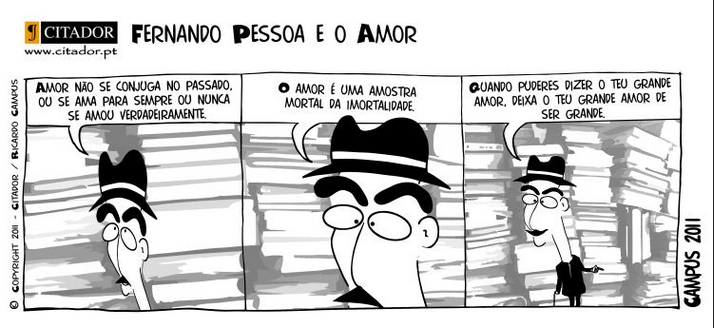 CITADOR
www.citador.pt
FERNANDO PESSOA E O AMOR
AMOR NÃO SE CONJUGA NO PASSADO,
OU SE AMA PARA SEMPRE OU NUNCA
SE AMOU VERDADEIRAMENTE.
O AMOR É UMA AMOSTRA
MORTAL DA IMORTALIDADE.
QUANDO PUDERES DIZER O TEU GRANDE
AMOR, DEIXA O TEU GRANDE AMOR DE
SER GRANDE.
© COPYRIGHT 2011 - CITADOR / RICARDO CAMPUS
CAMPUS 2011